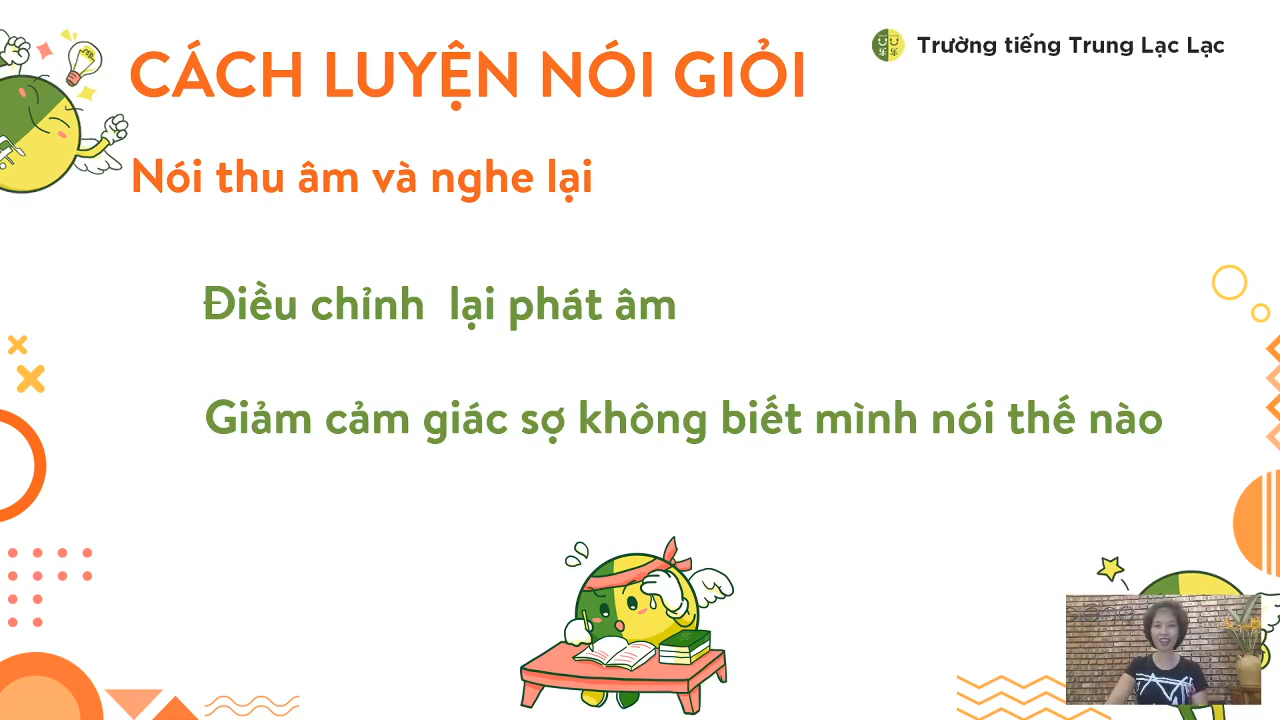 Trường tiếng Trung Lạc Lạc
CÁCH LUYỆN NÓI GIỎI
Nói thu âm và nghe lại
Điều chỉnh lại phát âm
Giảm cảm giác sợ không biết mình nói thế nào